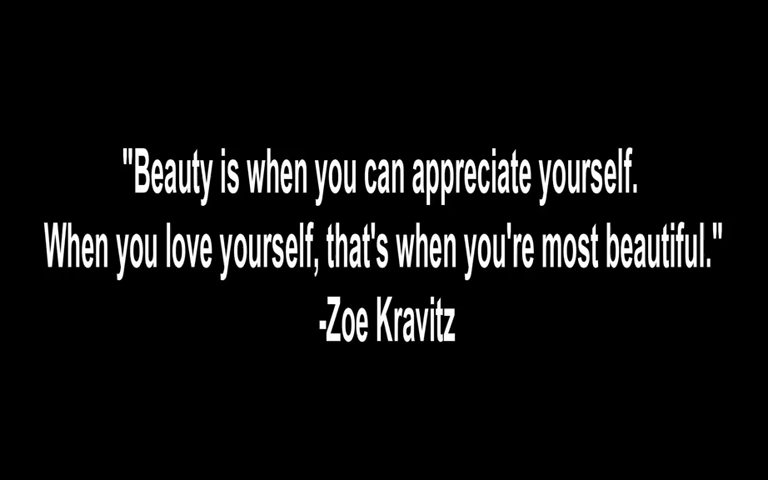 "Beauty is when you can appreciate yourself.
When you love yourself, that's when you're most beautiful."
-Zoe Kravitz